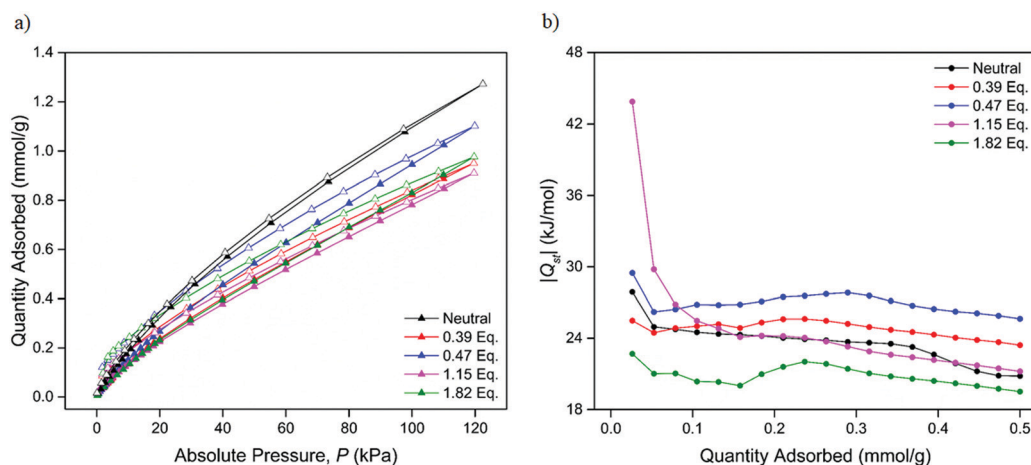 a)
Quantity Adsorbed (mmol/g)
1.4
1.2
1.0
0.8
0.6
0.4
0.2
0.0
Neutral
0.39 Eq.
0.47 Eq.
1.15 Eq.
1.82 Eq.
0 20 40 60 80 100 120
Absolute Pressure, P (kPa)
b)
|Qst| (kJ/mol)
48
42
36
30
24
18
Neutral
0.39 Eq.
0.47 Eq.
1.15 Eq.
1.82 Eq.
0.0 0.1 0.2 0.3 0.4 0.5
Quantity Adsorbed (mmol/g)